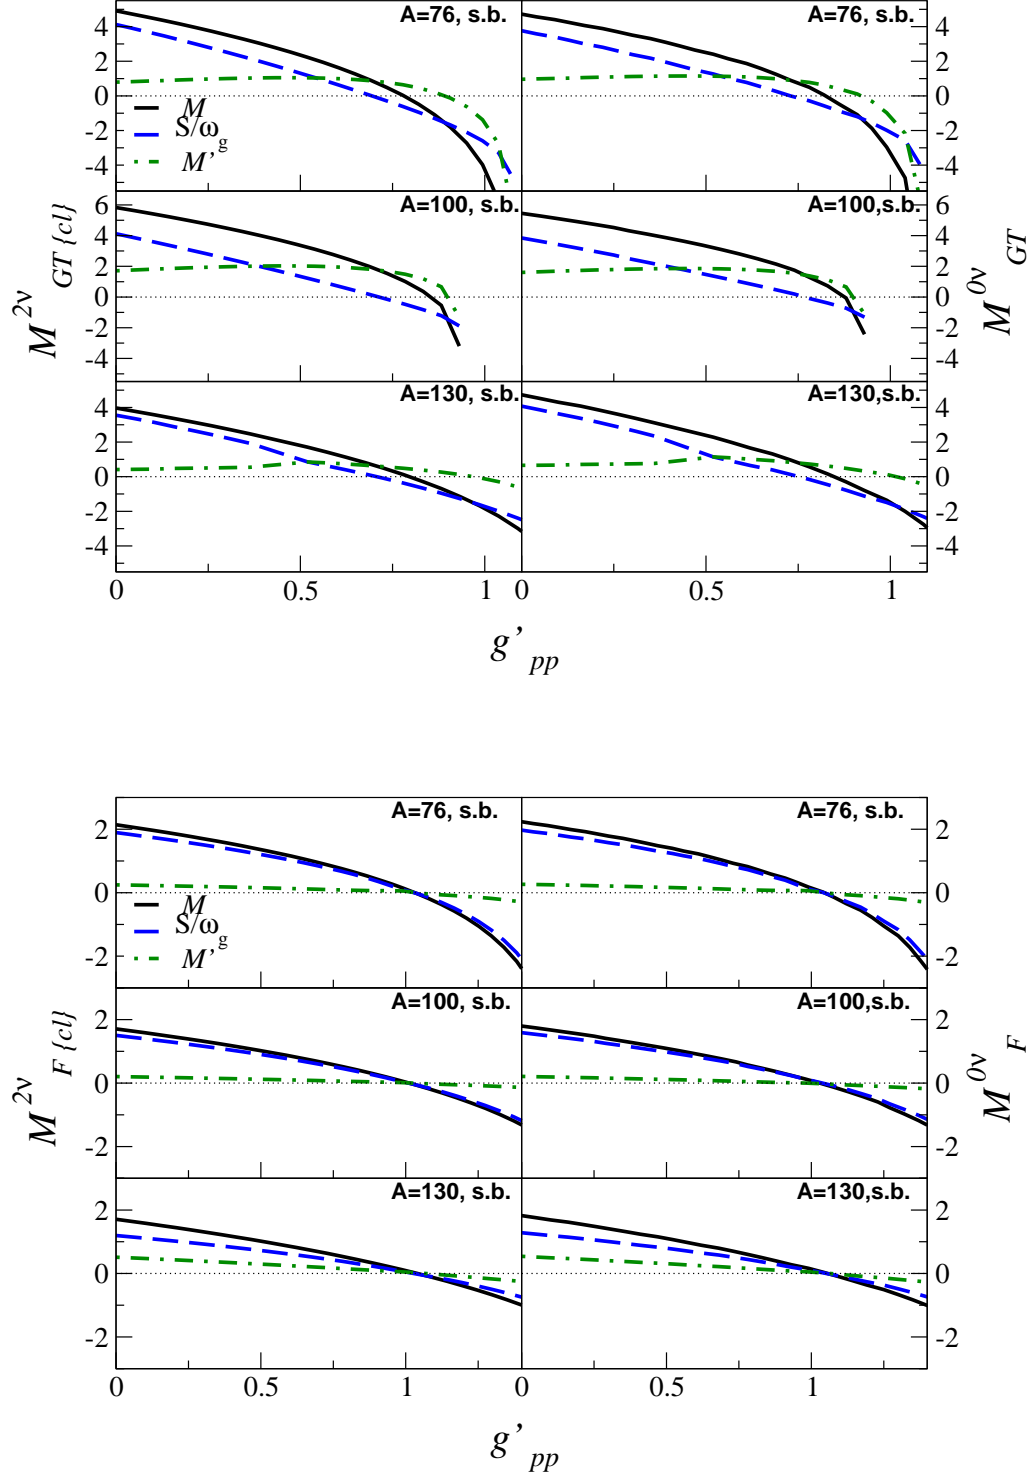 A=76, s.b. A=76, s.b.
4 4
2 2
0 0
-2 -2
-4 -4
M
S/ω_g
M'
A=100, s.b. A=100,s.b.
6 6
4 4
2 2
0 0
-2 -2
-4 -4
M^2ν GT {cl}
M^0ν GT
A=130, s.b. A=130,s.b.
4 4
2 2
0 0
-2 -2
-4 -4
0 0.5 1 0 0.5 1
g’ pp
A=76, s.b. A=76, s.b.
2 2
0 0
-2 -2
M
S/ω_g
M'
A=100, s.b. A=100,s.b.
2 2
0 0
-2 -2
M^2ν F {cl}
M^0ν F
A=130, s.b. A=130,s.b.
2 2
0 0
-2 -2
0 0.5 1 0 0.5 1
g’ pp